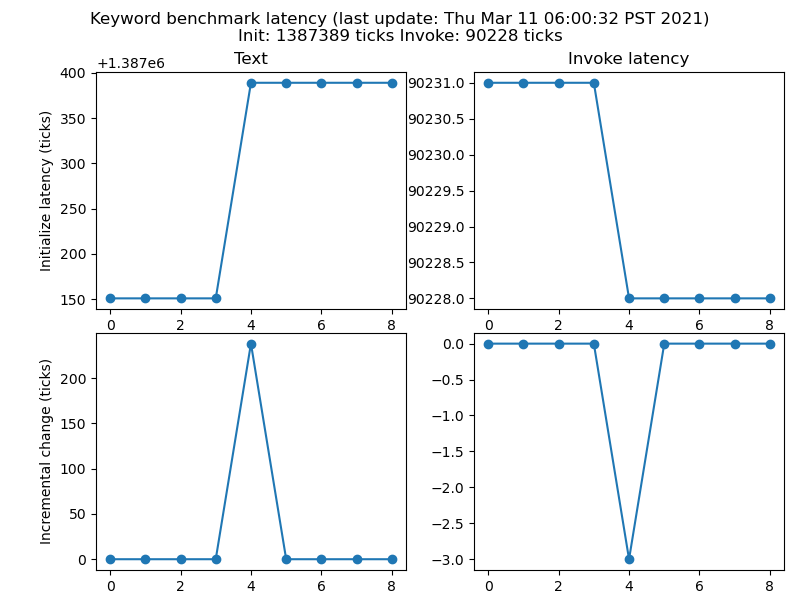 Keyword benchmark latency (last update: Thu Mar 11 06:00:32 PST 2021)
Init: 1387389 ticks Invoke: 90228 ticks
Text
+1.387e6
Initialize latency (ticks)
400
350
300
250
200
150
0 2 4 6 8
Invoke latency
90231.0
90230.5
90230.0
90229.5
90229.0
90228.5
90228.0
0 2 4 6 8
Incremental change (ticks)
200
150
100
50
0
0 2 4 6 8
0.0
−0.5
−1.0
−1.5
−2.0
−2.5
−3.0
0 2 4 6 8